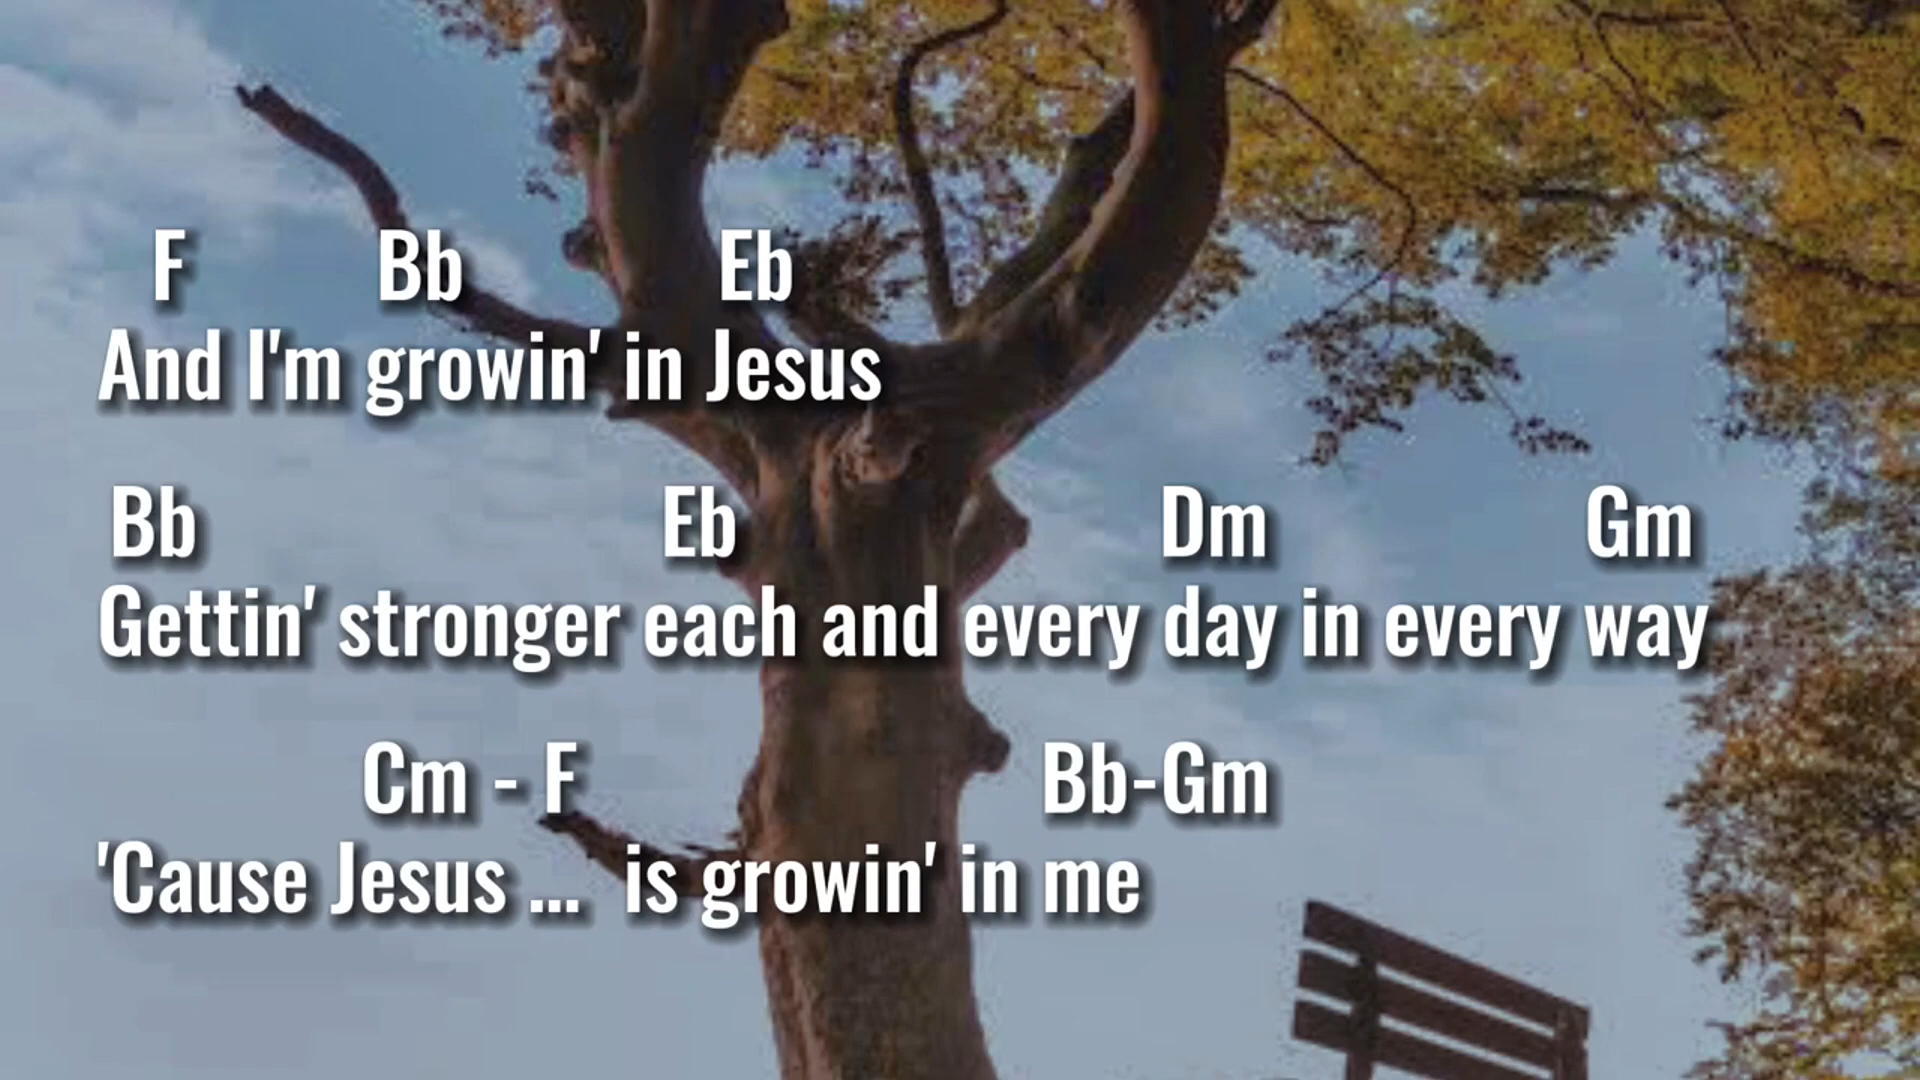 F Bb Eb
And I'm growin' in Jesus
Bb Eb Dm Gm
Gettin' stronger each and every day in every way
Cm - F Bb-Gm
'Cause Jesus ... is growin' in me